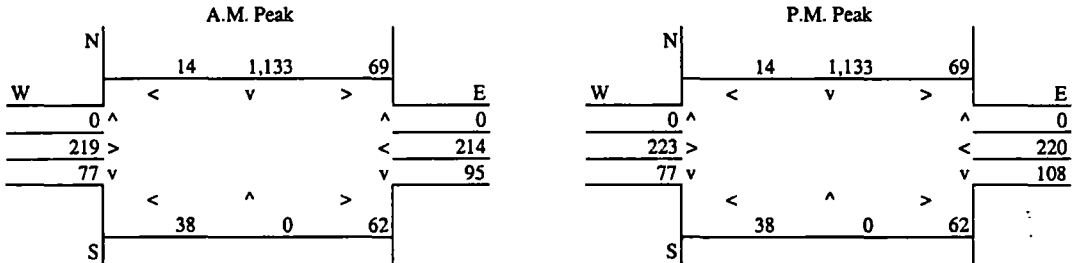 A.M. Peak P.M. Peak
N N
14 1,133 69 14 1,133 69
W < v > E W < v > E
0 ^ ^ 0 0 ^ ^ 0
219 > < 214 223 > < 220
77 v v 95 77 v v 108
< ^ > < ^ >
38 0 62 38 0 62
S S